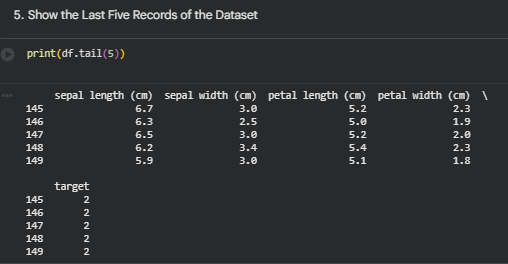 5. Show the Last Five Records of the Dataset
print(df.tail(5))
sepal length (cm) sepal width (cm) petal length (cm) petal width (cm) \
145 6.7 3.0 5.2 2.3
146 6.3 2.5 5.0 1.9
147 6.5 3.0 5.2 2.0
148 6.2 3.4 5.4 2.3
149 5.9 3.0 5.1 1.8
target
145 2
146 2
147 2
148 2
149 2